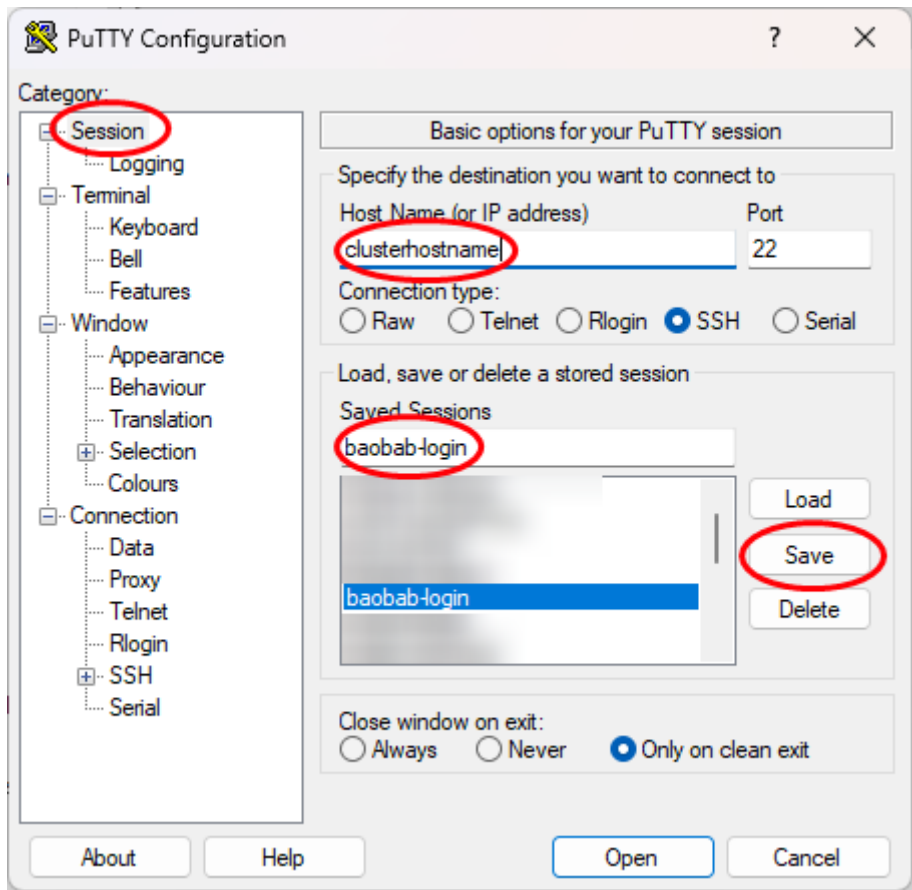 PuTTY Configuration
?
Category:
Session
Logging
Terminal
Keyboard
Bell
Features
Window
Appearance
Behaviour
Translation
Selection
Colours
Connection
Data
Proxy
Telnet
Rlogin
SSH
Serial
Basic options for your PuTTY session
Specify the destination you want to connect to
Host Name (or IP address) Port
clusterhostname 22
Connection type:
Raw Telnet Rlogin SSH Serial
Load, save or delete a stored session
Saved Sessions
baobab-login
Load
Save
baobab-login
Delete
Close window on exit:
Always Never Only on clean exit
About Help Open Cancel